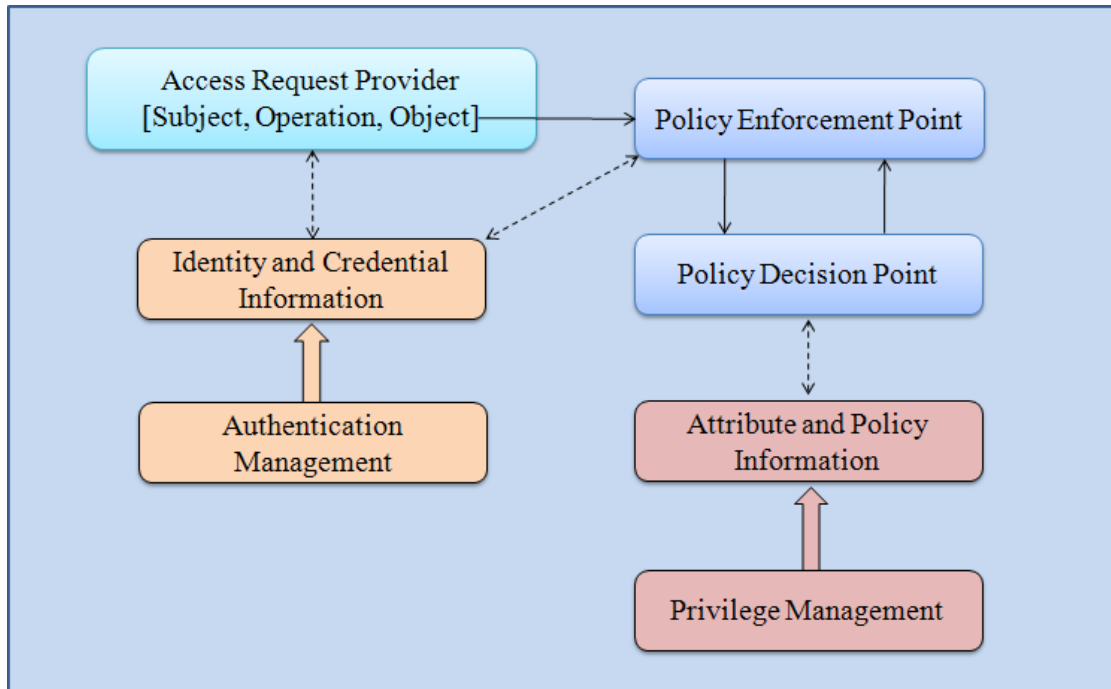 Access Request Provider
[Subject, Operation, Object]
Policy Enforcement Point
Identity and Credential
Information
Policy Decision Point
Authentication
Management
Attribute and Policy
Information
Privilege Management